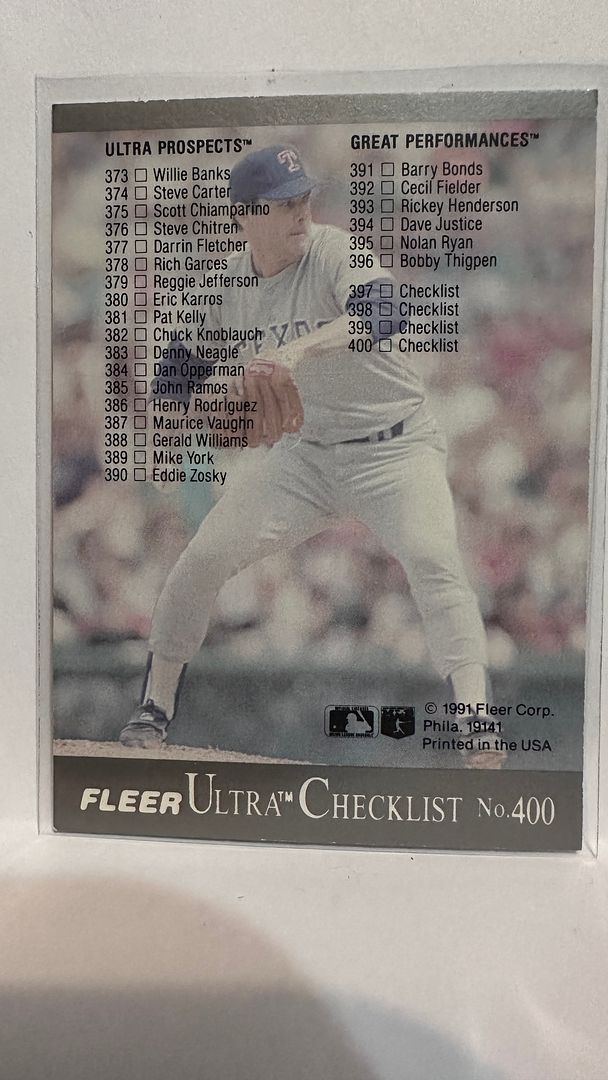 ULTRA PROSPECTS™
373 □ Willie Banks
374 □ Steve Carter
375 □ Scott Chiamparino
376 □ Steve Chitren
377 □ Darrin Fletcher
378 □ Rich Garces
379 □ Reggie Jefferson
380 □ Eric Karros
381 □ Pat Kelly
382 □ Chuck Knoblauch
383 □ Denny Neagle
384 □ Dan Opperman
385 □ John Ramos
386 □ Henry Rodriguez
387 □ Maurice Vaughn
388 □ Gerald Williams
389 □ Mike York
390 □ Eddie Zosky
GREAT PERFORMANCES™
391 □ Barry Bonds
392 □ Cecil Fielder
393 □ Rickey Henderson
394 □ Dave Justice
395 □ Nolan Ryan
396 □ Bobby Thigpen
397 □ Checklist
398 □ Checklist
399 □ Checklist
400 □ Checklist
T
© 1991 Fleer Corp.
Phila. 19141
Printed in the USA
FLEER ULTRA™ CHECKLIST No. 400